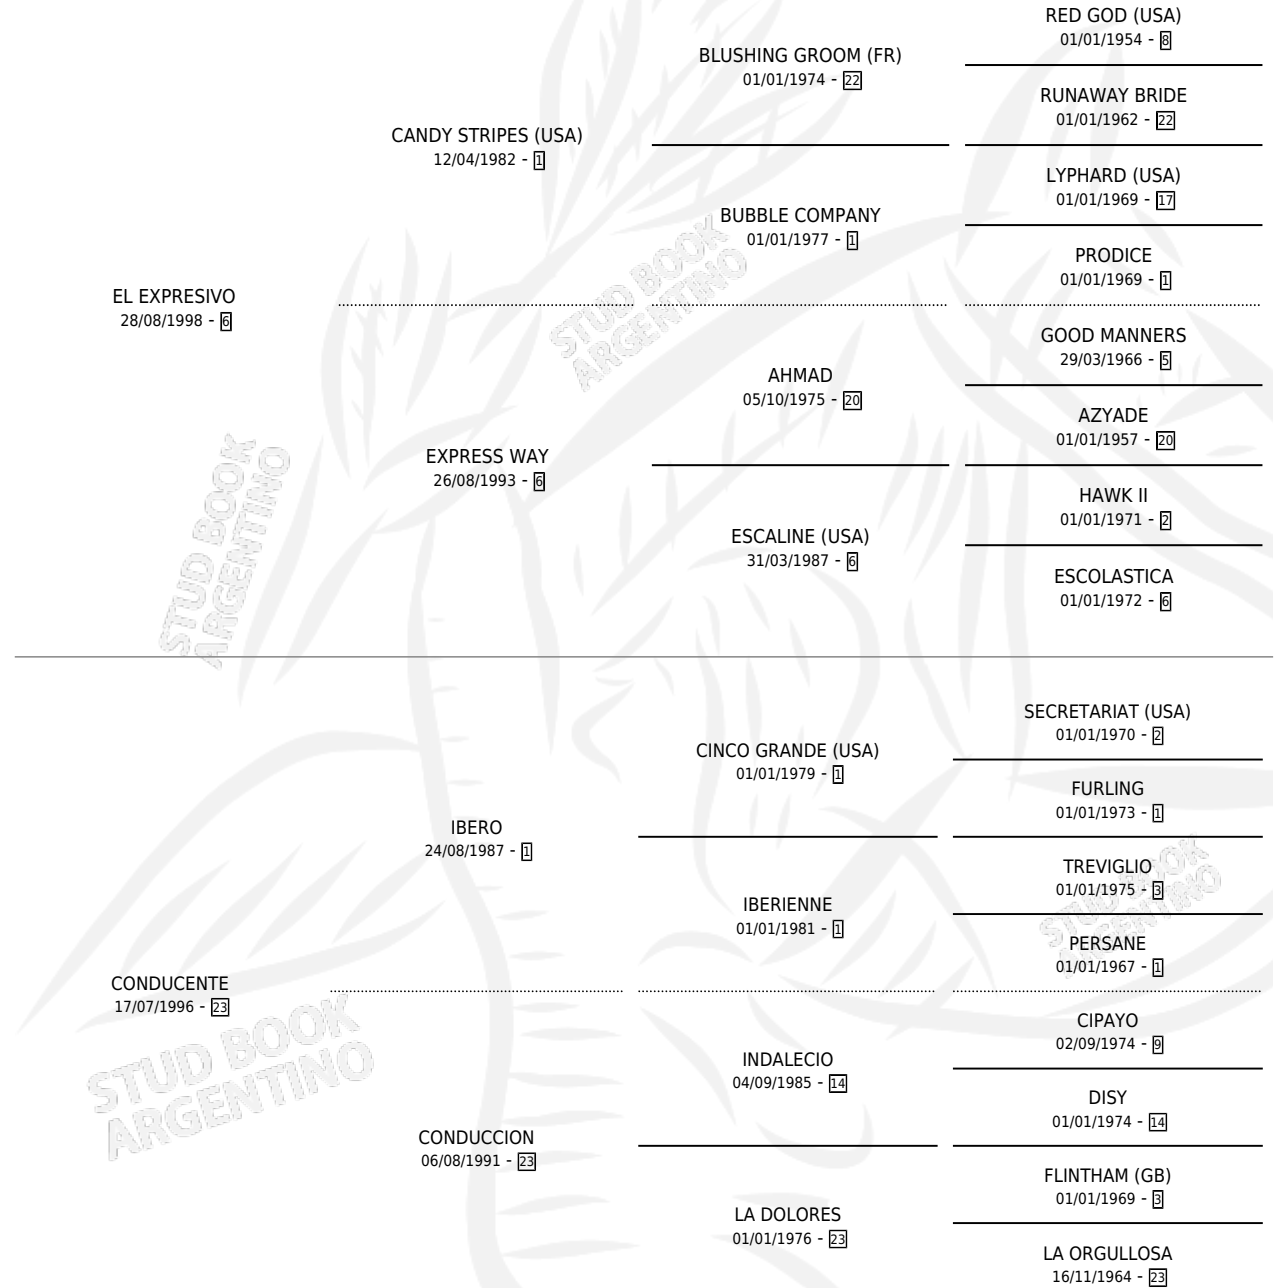 RED GOD (USA)
01/01/1954 - 8
BLUSHING GROOM (FR)
01/01/1974 - 22
RUNAWAY BRIDE
01/01/1962 - 22
CANDY STRIPES (USA)
12/04/1982 - 1
LYPHARD (USA)
01/01/1969 - 17
BUBBLE COMPANY
01/01/1977 - 1
PRODICE
01/01/1969 - 1
EL EXPRESIVO
28/08/1998 - 6
GOOD MANNERS
29/03/1966 - 5
AHMAD
05/10/1975 - 20
AZYADE
01/01/1957 - 20
EXPRESS WAY
26/08/1993 - 6
HAWK II
01/01/1971 - 2
ESCALINE (USA)
31/03/1987 - 6
ESCOLASTICA
01/01/1972 - 6
SECRETARIAT (USA)
01/01/1970 - 2
CINCO GRANDE (USA)
01/01/1979 - 1
FURLING
01/01/1973 - 1
IBERO
24/08/1987 - 1
TREVIGLIO
01/01/1975 - 3
IBERIENNE
01/01/1981 - 1
PERSANE
01/01/1967 - 1
CONDUCENTE
17/07/1996 - 23
CIPAYO
02/09/1974 - 9
INDALECIO
04/09/1985 - 14
DISY
01/01/1974 - 14
CONDUCCION
06/08/1991 - 23
FLINTHAM (GB)
01/01/1969 - 3
LA DOLORES
01/01/1976 - 23
LA ORGULLOSA
16/11/1964 - 23
STUD BOOK
ARGENTINO
STUD BOOK
ARGENTINO
STUD BOOK
ARGENTINO
STUD BOOK
ARGENTINO